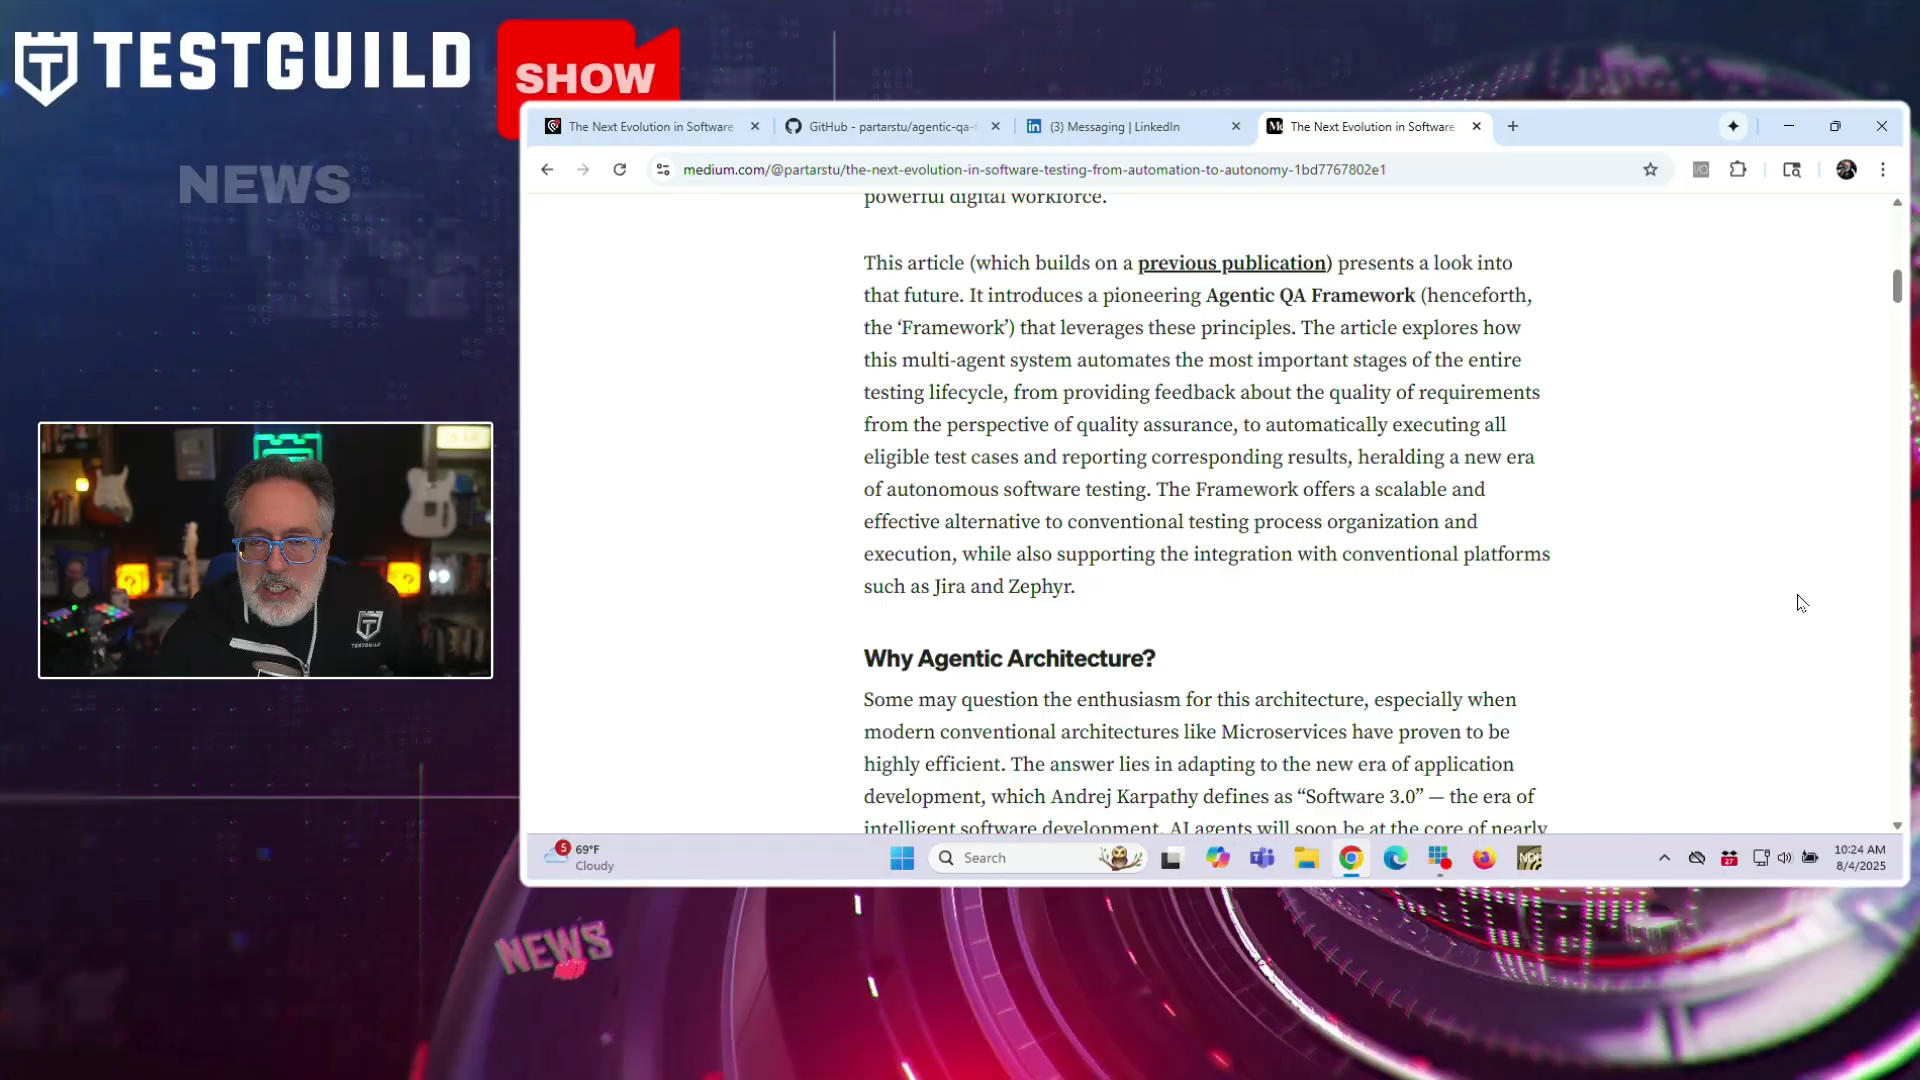 TESTGUILD
SHOW
NEWS
The Next Evolution in Software
GitHub - partarstu/agentic-qa-
(3) Messaging | LinkedIn
The Next Evolution in Software
medium.com/@partarstu/the-next-evolution-in-software-testing-from-automation-to-autonomy-1bd7767802e1
powerful digital workforce.
This article (which builds on a previous publication) presents a look into
that future. It introduces a pioneering Agentic QA Framework (henceforth,
the ‘Framework’) that leverages these principles. The article explores how
this multi-agent system automates the most important stages of the entire
testing lifecycle, from providing feedback about the quality of requirements
from the perspective of quality assurance, to automatically executing all
eligible test cases and reporting corresponding results, heralding a new era
of autonomous software testing. The Framework offers a scalable and
effective alternative to conventional testing process organization and
execution, while also supporting the integration with conventional platforms
such as Jira and Zephyr.
Why Agentic Architecture?
Some may question the enthusiasm for this architecture, especially when
modern conventional architectures like Microservices have proven to be
highly efficient. The answer lies in adapting to the new era of application
development, which Andrej Karpathy defines as “Software 3.0” — the era of
intelligent software development. AI agents will soon be at the core of nearly
TESTGUILD
5
69°F
Cloudy
Search
27
10:24 AM
8/4/2025
NEWS